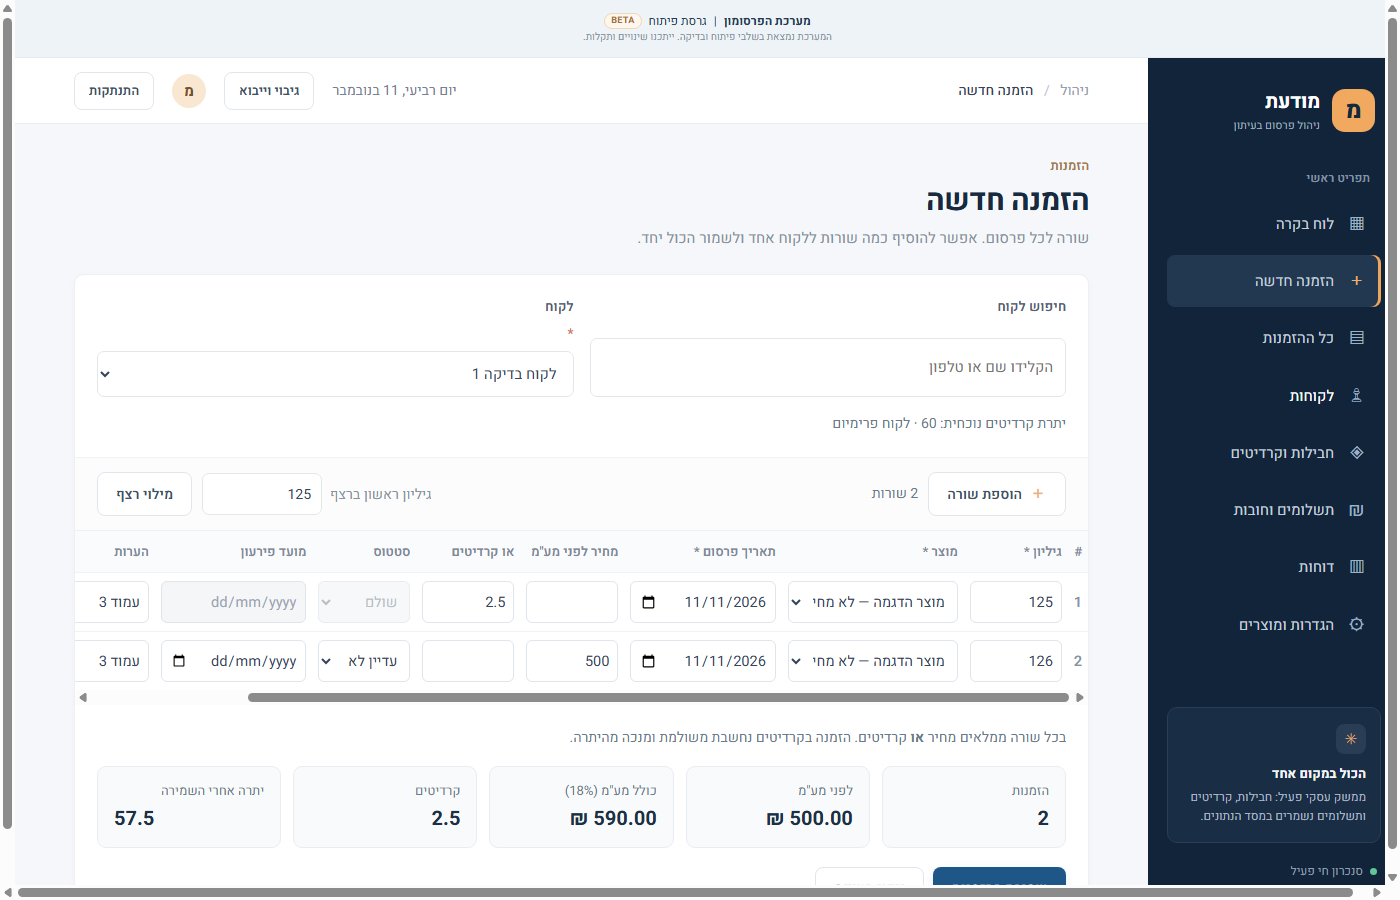 מערכת הפרסומון | גרסת פיתוח BETA
המערכת נמצאת בשלבי פיתוח ובדיקה. ייתכנו שינויים ותקלות.
מ
מודעת
ניהול פרסום בעיתון
תפריט ראשי
לוח בקרה
הזמנה חדשה
כל ההזמנות
לקוחות
חבילות וקרדיטים
תשלומים וחובות
דוחות
הגדרות ומוצרים
הכול במקום אחד
ממשק עסקי פעיל: חבילות, קרדיטים
ותשלומים נשמרים במסד הנתונים.
סנכרון חי פעיל
ניהול / הזמנה חדשה
יום רביעי, 11 בנובמבר
גיבוי וייבוא
מ
התנתקות
הזמנות
הזמנה חדשה
שורה לכל פרסום. אפשר להוסיף כמה שורות ללקוח אחד ולשמור הכול יחד.
חיפוש לקוח
הקלידו שם או טלפון
לקוח
*
לקוח בדיקה 1
יתרת קרדיטים נוכחית: 60 · לקוח פרימיום
+ הוספת שורה
2 שורות
גיליון ראשון ברצף
125
מילוי רצף
# גיליון * מוצר * תאריך פרסום * מחיר לפני מע"מ או קרדיטים סטטוס מועד פירעון הערות
1 125 מוצר הדגמה – לא מחי 11/11/2026 2.5 שולם dd/mm/yyyy עמוד 3
2 126 מוצר הדגמה – לא מחי 11/11/2026 500 עדיין לא dd/mm/yyyy עמוד 3
בכל שורה ממלאים מחיר או קרדיטים. הזמנה בקרדיטים נחשבת משולמת ומנכה מהיתרה.
הזמנות
2
לפני מע"מ
500.00 ₪
כולל מע"מ (18%)
590.00 ₪
קרדיטים
2.5
יתרה אחרי השמירה
57.5